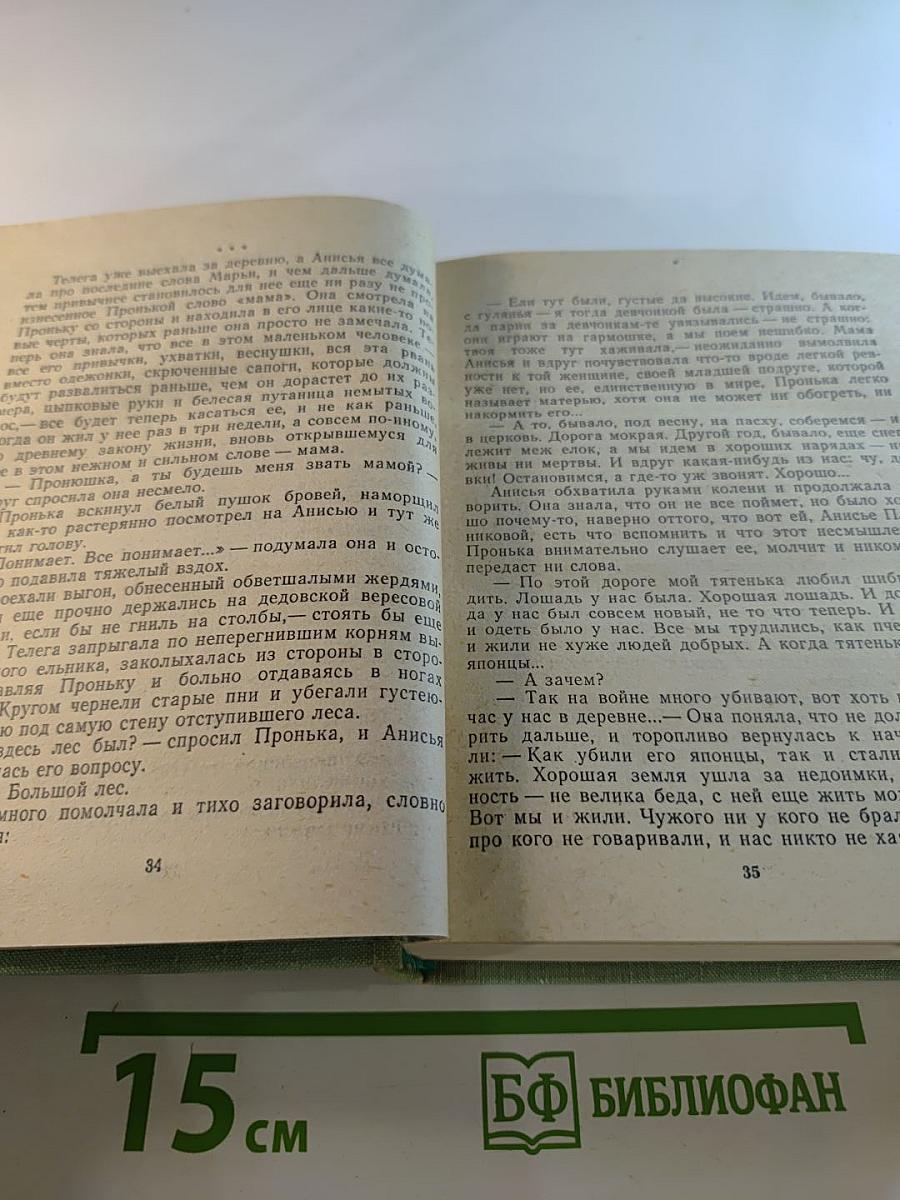 * * *
Телега уже выехала за деревню, а Анисья все дума-
ла про последние слова Марьи, и чем дальше думала,
тем привычнее становилось для нее еще ни разу не про-
изнесенное Пронькой слово «мама». Она смотрела на
Проньку со стороны и находила в его лице какие-то но-
вые черты, которых раньше она просто не замечала. Те-
перь она знала, что все в этом маленьком человеке —
все его привычки, ухватки, веснушки, вся эта рвань
вместо одежонки, скрюченные сапоги, которые должны
будут развалиться раньше, чем он дорастет до их раз-
мера, цыпковые руки и белесая путаница немытых во-
лос,— все будет теперь касаться ее, и не как раньше,
когда он жил у нее раз в три недели, а совсем по-иному,
по древнему закону жизни, вновь открывшемуся для
в этом нежном и сильном слове — мама.
— Пронюшка, а ты будешь меня звать мамой? —
вдруг спросила она несмело.
Пронька вскинул белый пушок бровей, наморщил
как-то растерянно посмотрел на Анисью и тут же
голову.
Понимает. Все понимает...» — подумала она и осто-
подавила тяжелый вздох.
выгон, обнесенный обветшалыми жердями,
еще прочно держались на дедовской вересовой
если бы не гниль на столбы,— стоять бы еще
Телега запрыгала по неперегнившим корням вы-
ельника, заколыхалась из стороны в сторо-
Проньку и больно отдаваясь в ногах
Кругом чернели старые пни и убегали густею-
под самую стену отступившего леса.
здесь лес был? — спросил Пронька, и Анисья
его вопросу.
Большой лес.
помолчала и тихо заговорила, словно
34
— Ели тут были, густые да высокие. Идем, бывало,
с гулянья — я тогда девчонкой была — страшно. А ког-
да парни за девчонкам-те увязывались — не страшно:
они играют на гармошке, а мы поем нешибко. Мама
твоя тоже тут хаживала,— неожиданно вымолвила
Анисья и вдруг почувствовала что-то вроде легкой рев-
ности к той женщине, своей младшей подруге, которой
уже нет, но ее, единственную в мире, Пронька легко
называет матерью, хотя она не может ни обогреть, ни
накормить его...
— А то, бывало, под весну, на пасху, соберемся — и
в церковь. Дорога мокрая. Другой год, бывало, еще снег
лежит меж елок, а мы идем в хороших нарядах — ни
живы ни мертвы. И вдруг какая-нибудь из нас: чу,
вки! Остановимся, а где-то уж звонят. Хорошо...
Анисья обхватила руками колени и продолжала
ворить. Она знала, что он не все поймет, но было хо-
шо почему-то, наверно оттого, что вот ей, Анисье
никовой, есть что вспомнить и что этот несмышле
Пронька внимательно слушает ее, молчит и ником
передаст ни слова.
— По этой дороге мой тятенька любил шиб
дить. Лошадь у нас была. Хорошая лошадь. И
да у нас был совсем новый, не то что теперь. И
и одеть было у нас. Все мы трудились, как пче
и жили не хуже людей добрых. А когда тятень
японцы...
— А зачем?
— Так на войне много убивают, вот хоть
час у нас в деревне...— Она поняла, что не дол
рить дальше, и торопливо вернулась к нач
ли: — Как убили его японцы, так и стали
жить. Хорошая земля ушла за недоимки,
ность — не велика беда, с ней еще жить мо
Вот мы и жили. Чужого ни у кого не брал
про кого не говаривали, и нас никто не ха
35
15 см
БФ БИБЛИОФАН